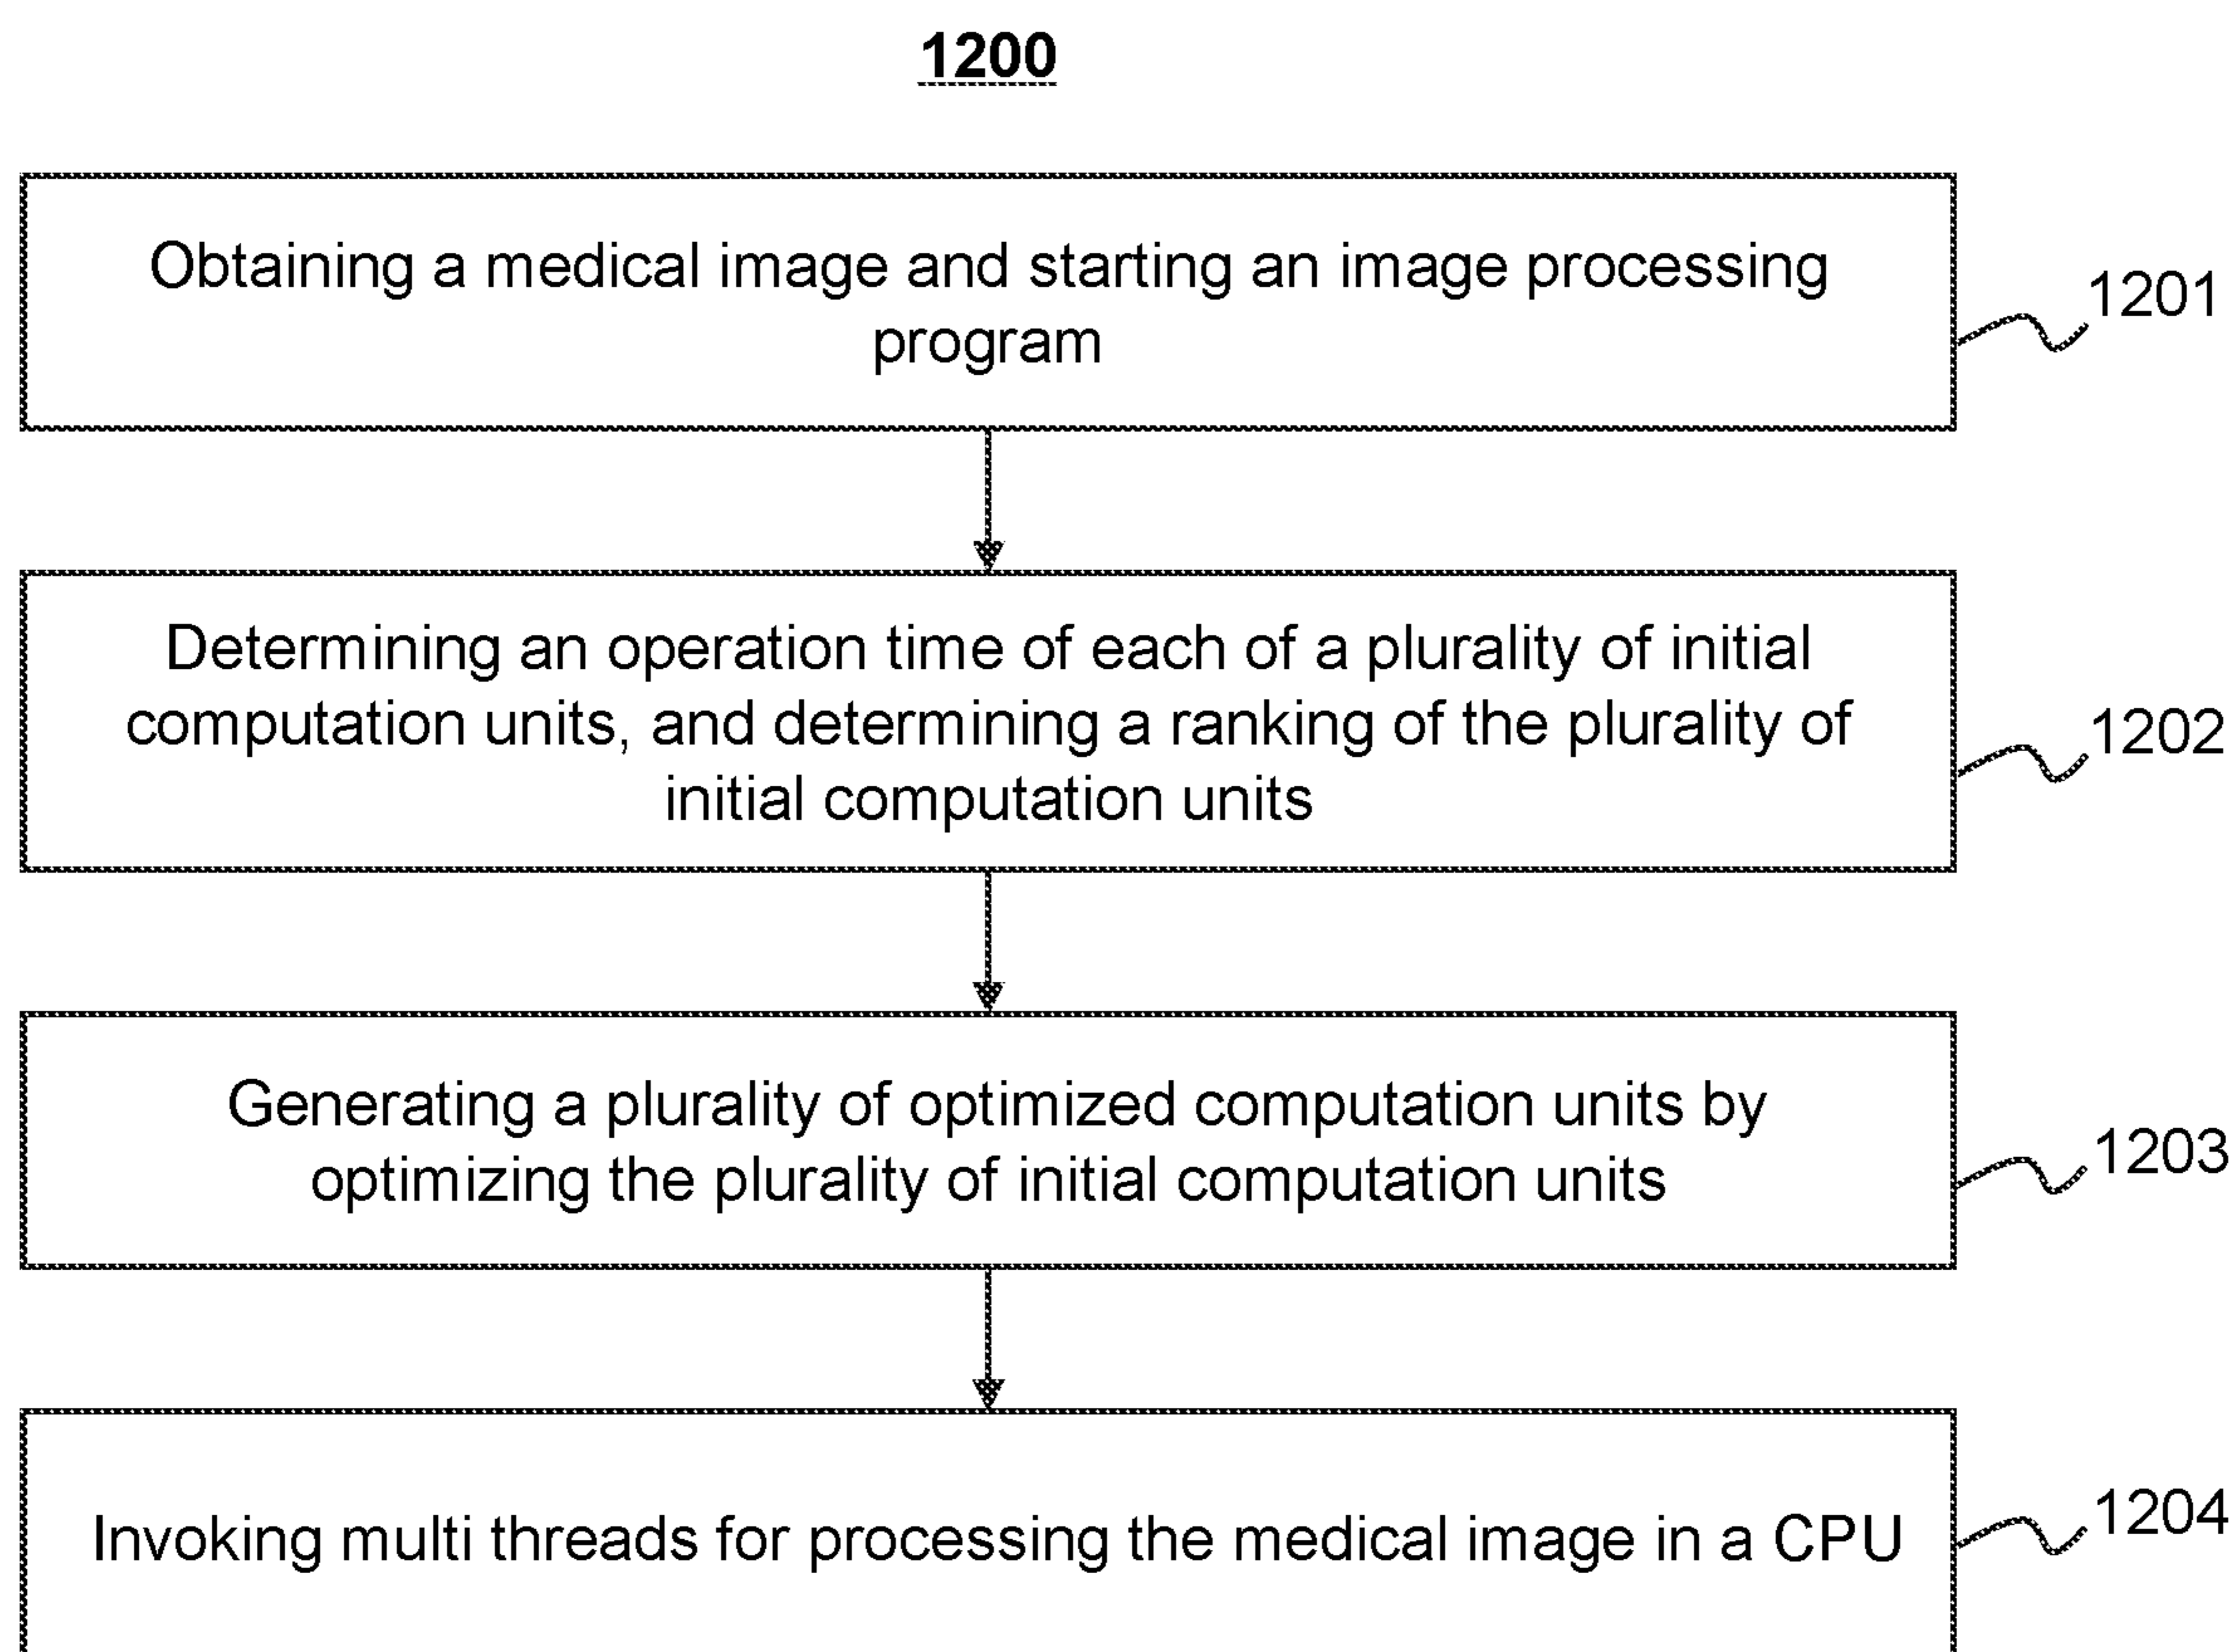 1200
Obtaining a medical image and starting an image processing
program
1201
Determining an operation time of each of a plurality of initial
computation units, and determining a ranking of the plurality of
initial computation units
1202
Generating a plurality of optimized computation units by
optimizing the plurality of initial computation units
1203
Invoking multi threads for processing the medical image in a CPU
1204